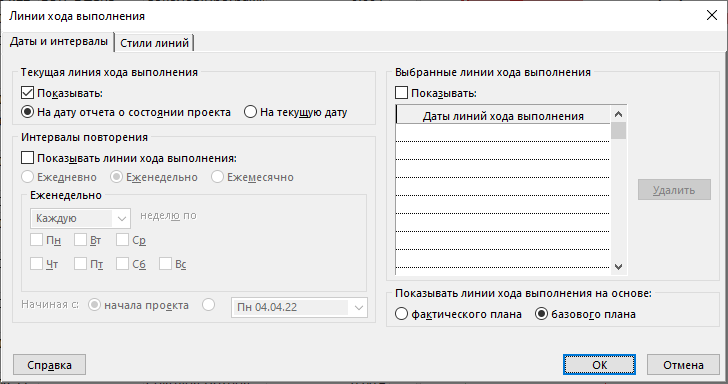 Линии хода выполнения
Даты и интервалы
Стили линий
Текущая линия хода выполнения
Показывать:
На дату отчета о состоянии проекта
На текущую дату
Интервалы повторения
Показывать линии хода выполнения:
Ежедневно
Еженедельно
Ежемесячно
Еженедельно
Каждую
неделю по
Пн
Вт
Ср
Чт
Пт
Сб
Вс
Начиная с:
начала проекта
Пн 04.04.22
Выбранные линии хода выполнения
Показывать:
Даты линий хода выполнения
Удалить
Показывать линии хода выполнения на основе:
фактического плана
базового плана
Справка
ОК
Отмена